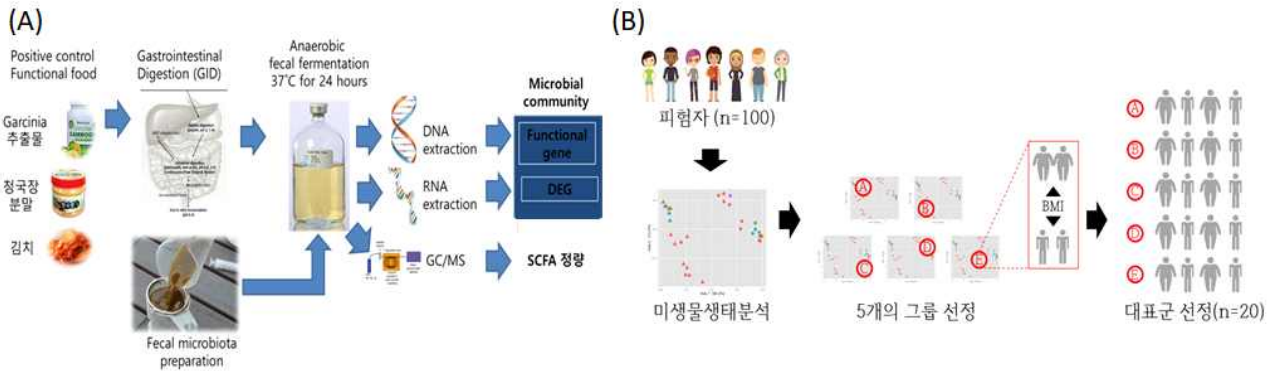 (A)
Positive control
Functional food
Garcinia
추출물
청국장
분말
김치
Gastrointestinal
Digestion (GID)
Fecal microbiota
preparation
Anaerobic
fecal fermentation
37℃ for 24 hours
DNA
extraction
RNA
extraction
GC/MS
Microbial
community
Functional
gene
DEG
SCFA 정량
(B)
피험자 (n=100)
미생물생태분석
A
B
C
D
E
5개의 그룹 선정
BMI
A
B
C
D
E
대표군 선정(n=20)